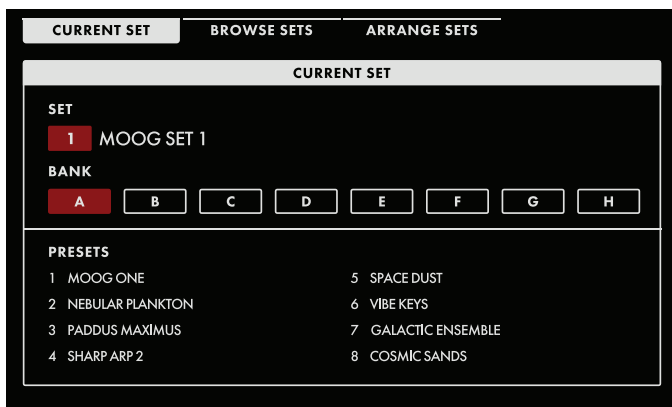 CURRENT SET BROWSE SETS ARRANGE SETS
CURRENT SET
SET
1 MOOG SET 1
BANK
A B C D E F G H
PRESETS
1 MOOG ONE
2 NEBULAR PLANKTON
3 PADDUS MAXIMUS
4 SHARP ARP 2
5 SPACE DUST
6 VIBE KEYS
7 GALACTIC ENSEMBLE
8 COSMIC SANDS